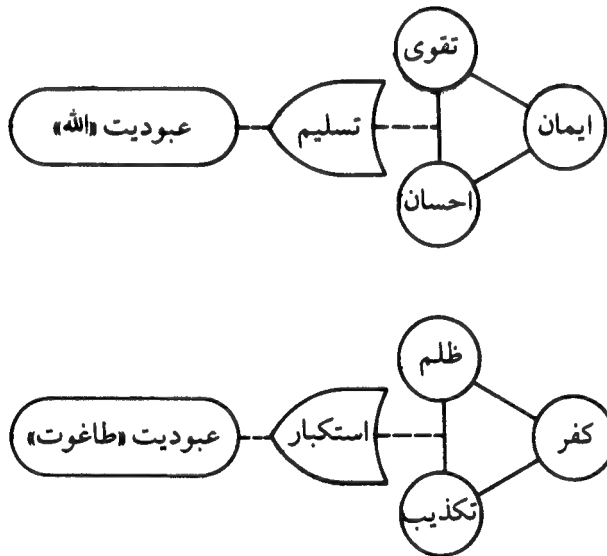 تقوی
ایمان
تسلیم
عبودیت «الله»
احسان
ظلم
کفر
استکبار
عبودیت «طاغوت»
تکذیب